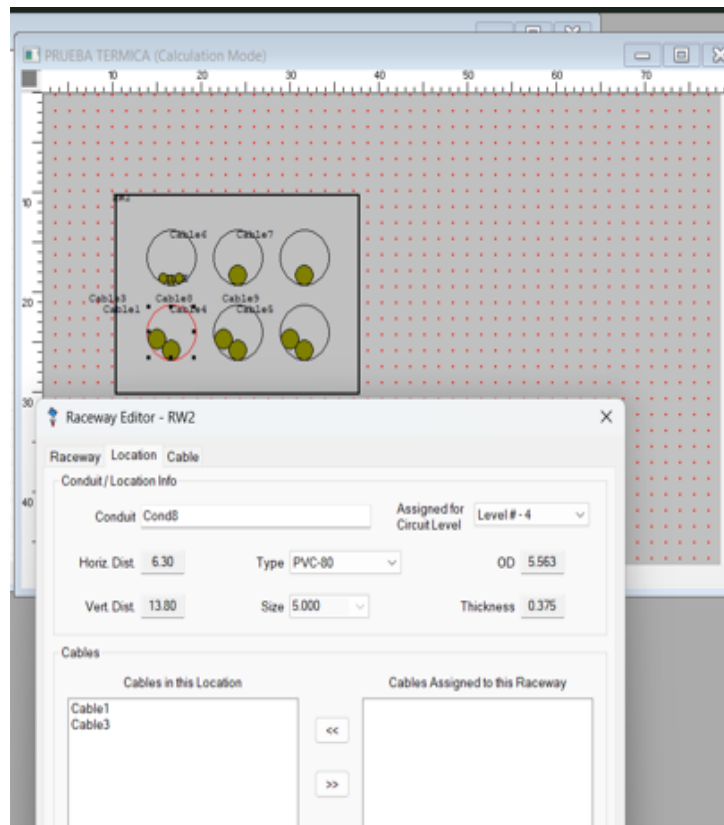 PRUEBA TERMICA (Calculation Mode)
10 20 30 40 50 60 70
10
RW2
Cable6 Cable7
20
Cable3 Cable8 Cable9
Cable1 Cable4 Cable5
30
40
Raceway Editor - RW2
Raceway Location Cable
Conduit / Location Info
Conduit Cond8 Assigned for Circuit Level Level # - 4
Horiz. Dist. 6.30 Type PVC-80 OD 5.563
Vert. Dist. 13.80 Size 5.000 Thickness 0.375
Cables
Cables in this Location Cables Assigned to this Raceway
Cable1
Cable3
<<
>>